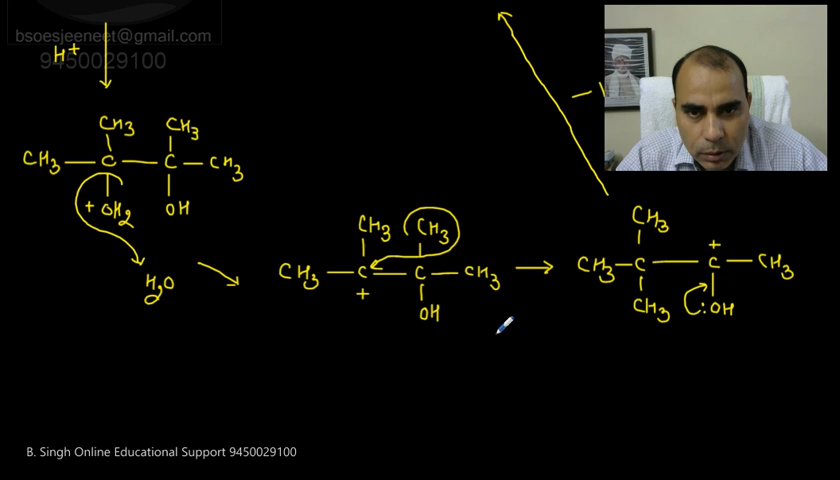 bsoesjeeneet@gmail.com
H+
9450029100
CH3 CH3
CH3 — C — C — CH3
+ OH2 OH
H2O
CH3 CH3
CH3 — C — C — CH3
+ OH
CH3 +
CH3 — C — C — CH3
CH3 :OH
B. Singh Online Educational Support 9450029100